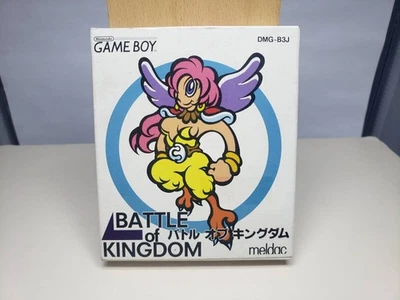 Nintendo
GAME BOY
DMG-B3J
S
BATTLE
of バトル オブ キングダム
KINGDOM
meldac